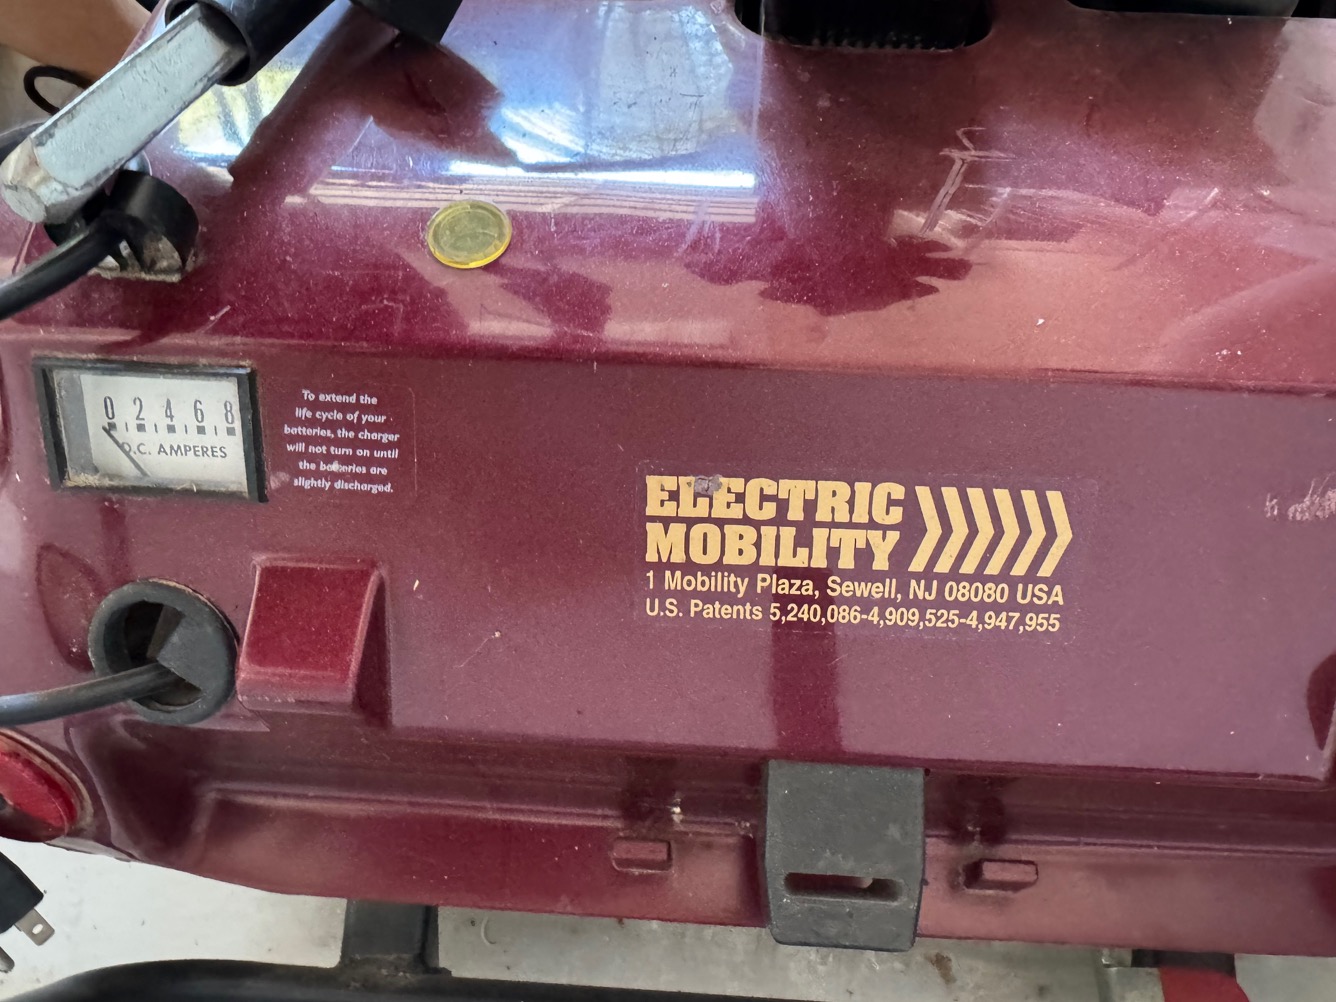 0 2 4 6 8
D.C. AMPERES
To extend the
life cycle of your
batteries, the charger
will not turn on until
the batteries are
slightly discharged.
ELECTRIC
MOBILITY
1 Mobility Plaza, Sewell, NJ 08080 USA
U.S. Patents 5,240,086-4,909,525-4,947,955